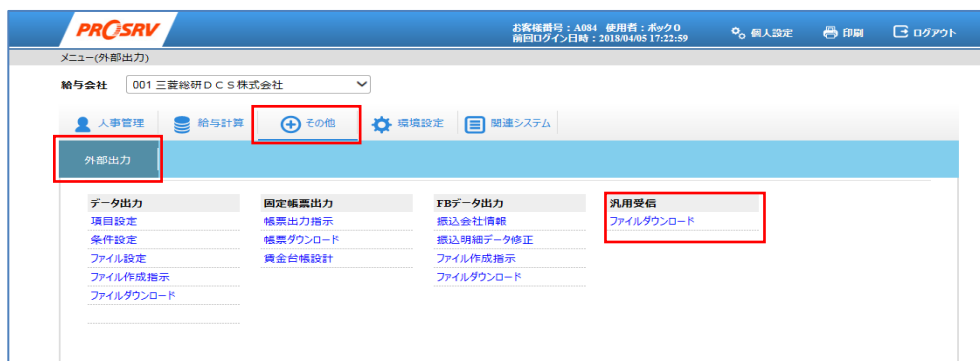 PROSRV
お客様番号：A084 使用者：ボック０
前回ログイン日時：2018/04/05 17:22:59
個人設定
印刷
ログアウト
メニュー(外部出力)
給与会社
001 三菱総研ＤＣＳ株式会社
人事管理
給与計算
その他
環境設定
関連システム
外部出力
データ出力
項目設定
条件設定
ファイル設定
ファイル作成指示
ファイルダウンロード
固定帳票出力
帳票出力指示
帳票ダウンロード
賃金台帳設計
FBデータ出力
振込会社情報
振込明細データ修正
ファイル作成指示
ファイルダウンロード
汎用受信
ファイルダウンロード